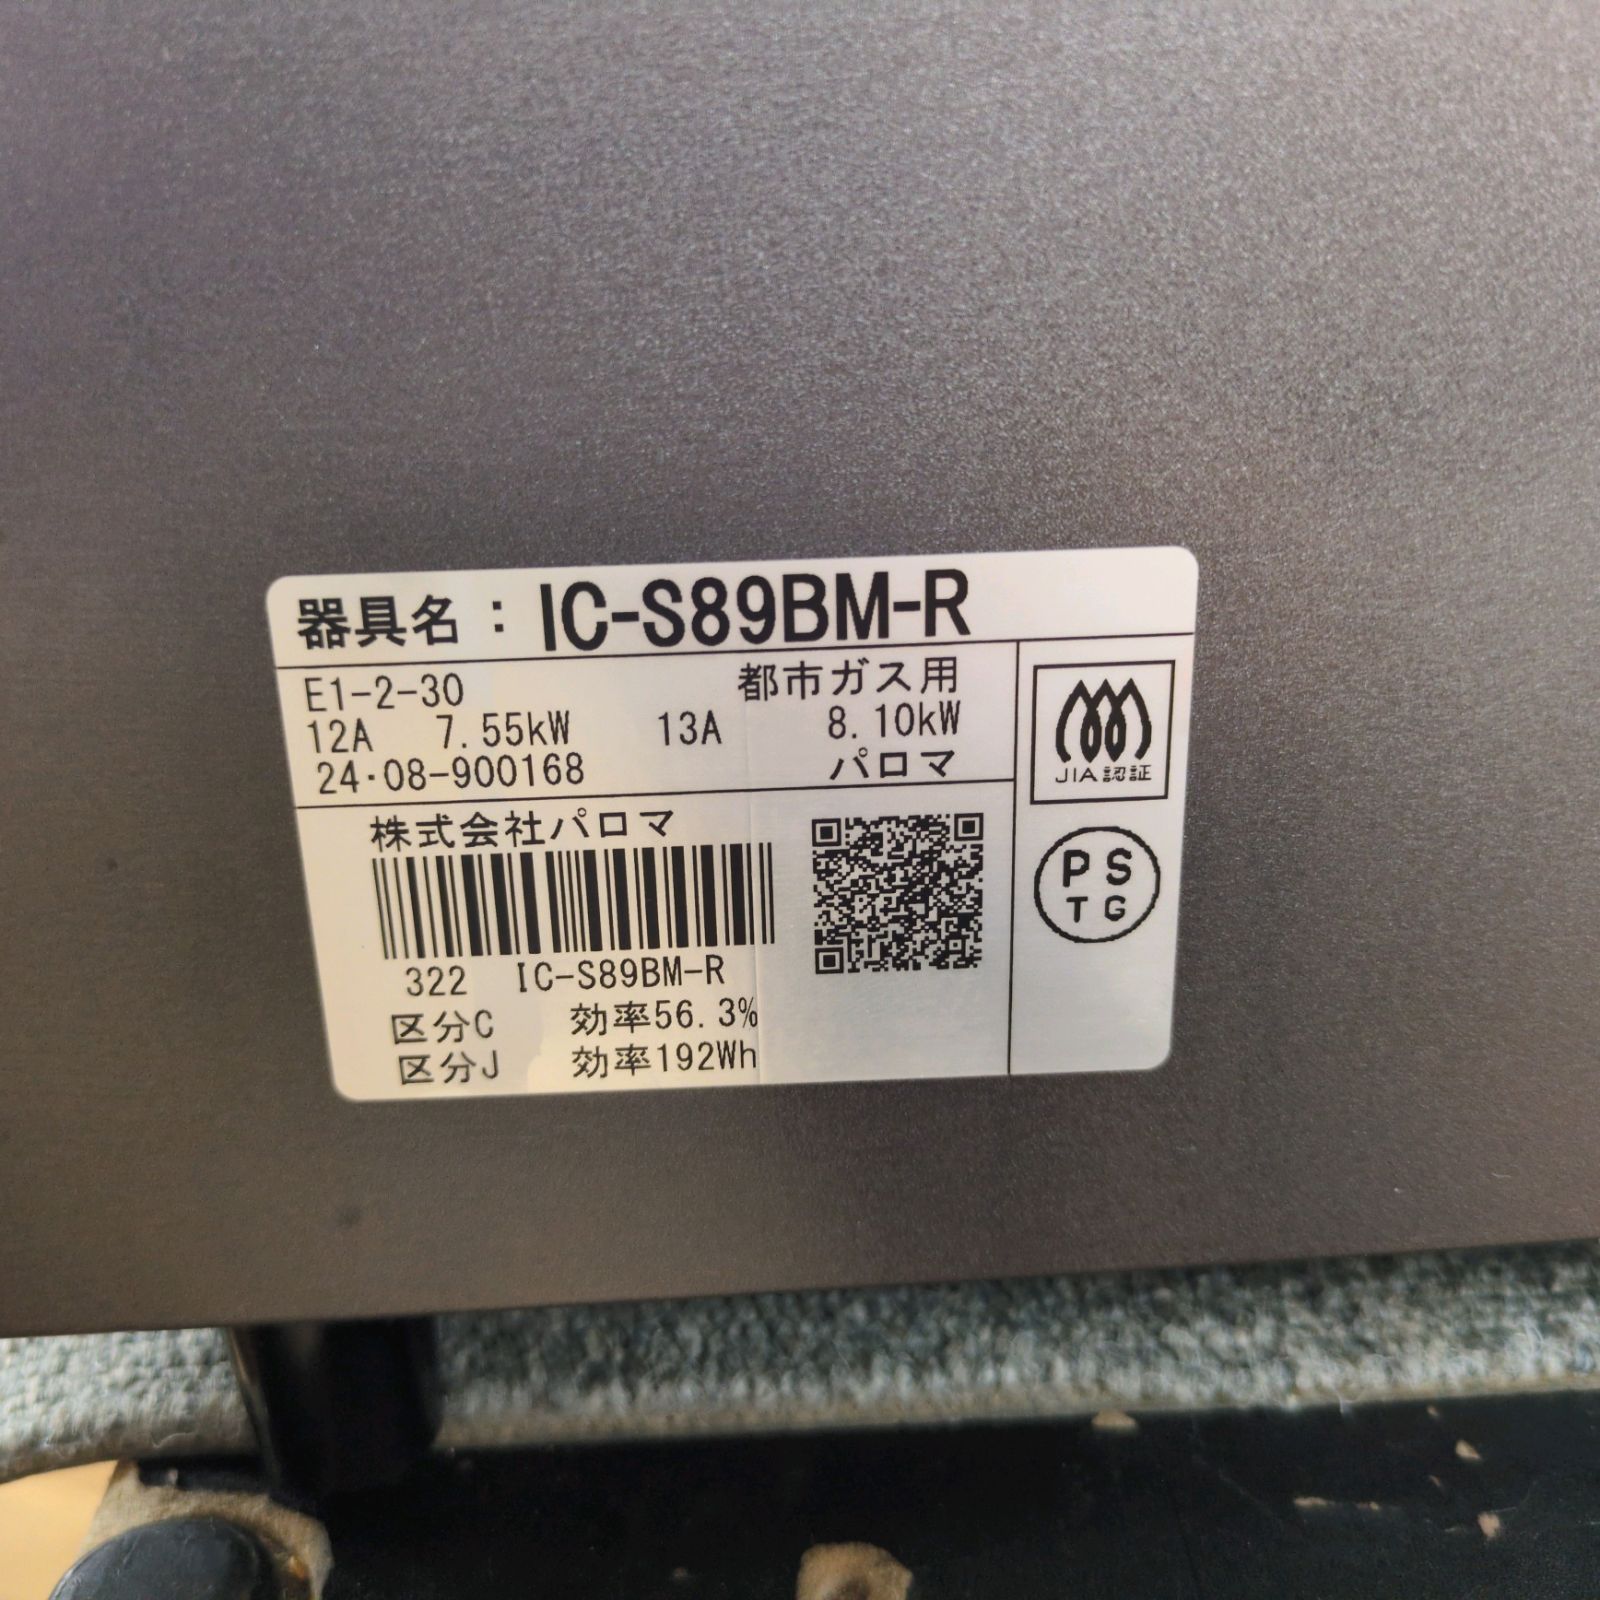 器具名：IC-S89BM-R
E1-2-30 都市ガス用
12A 7.55kW 13A 8.10kW
24･08-900168 パロマ
株式会社パロマ
322 IC-S89BM-R
区分C 効率56.3%
区分J 効率192Wh
JIA認証
PS
TG